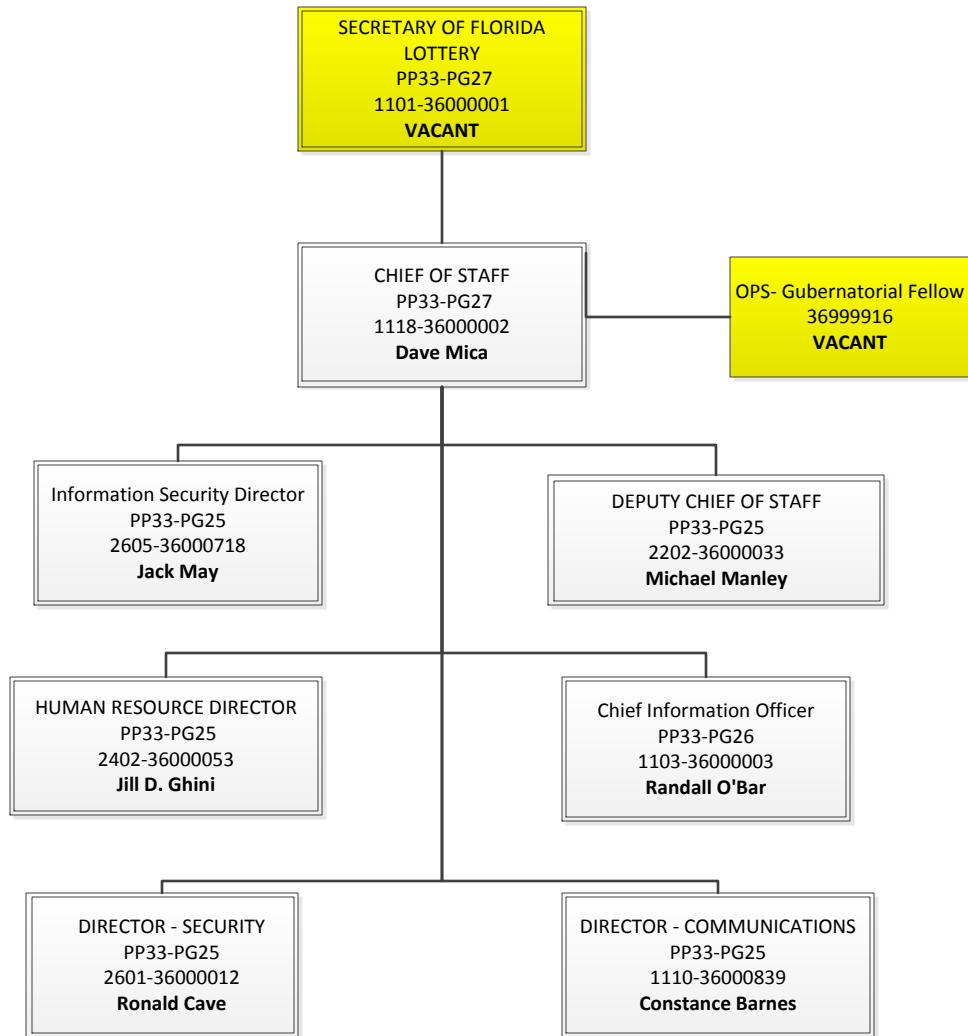 SECRETARY OF FLORIDA
LOTTERY
PP33-PG27
1101-36000001
VACANT
CHIEF OF STAFF
PP33-PG27
1118-36000002
Dave Mica
OPS- Gubernatorial Fellow
36999916
VACANT
Information Security Director
PP33-PG25
2605-36000718
Jack May
DEPUTY CHIEF OF STAFF
PP33-PG25
2202-36000033
Michael Manley
HUMAN RESOURCE DIRECTOR
PP33-PG25
2402-36000053
Jill D. Ghini
Chief Information Officer
PP33-PG26
1103-36000003
Randall O'Bar
DIRECTOR - SECURITY
PP33-PG25
2601-36000012
Ronald Cave
DIRECTOR - COMMUNICATIONS
PP33-PG25
1110-36000839
Constance Barnes